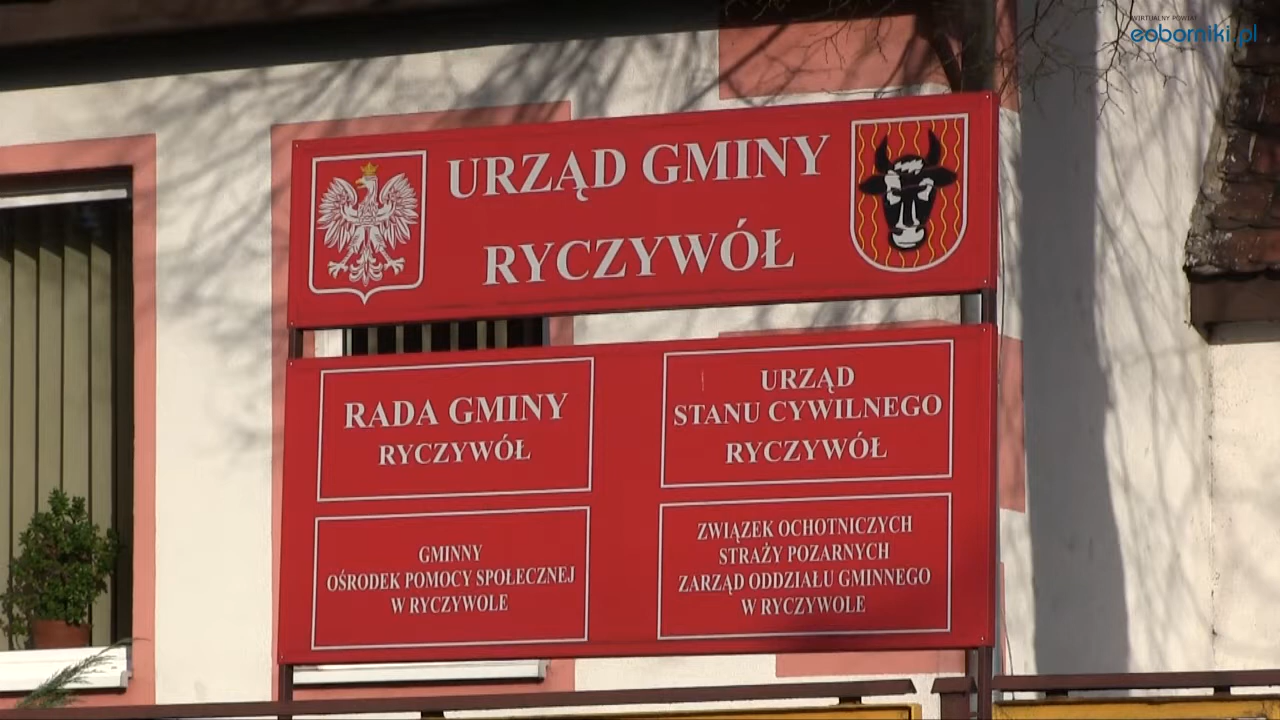 WIRTUALNY POWIAT
eoborniki.pl
URZĄD GMINY
RYCZYWÓŁ
RADA GMINY
RYCZYWÓŁ
URZĄD
STANU CYWILNEGO
RYCZYWÓŁ
GMINNY
OŚRODEK POMOCY SPOŁECZNEJ
W RYCZYWOLE
ZWIĄZEK OCHOTNICZYCH
STRAŻY POZARNYCH
ZARZĄD ODDZIAŁU GMINNEGO
W RYCZYWOLE